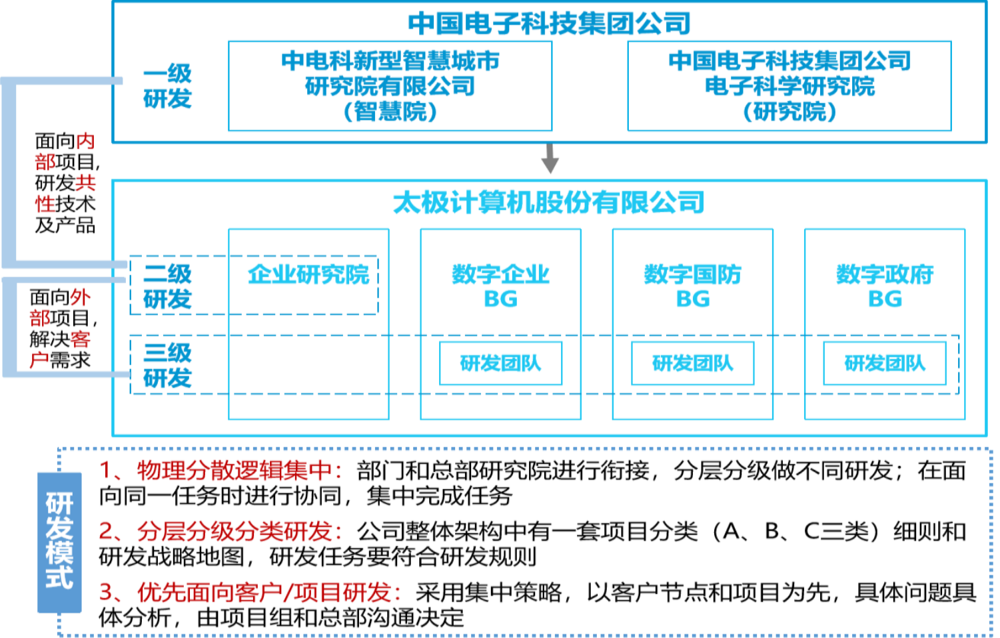 中国电子科技集团公司
一级
研发
中电科新型智慧城市
研究院有限公司
（智慧院）
中国电子科技集团公司
电子科学研究院
（研究院）
面向内
部项目，
研发共
性技术
及产品
太极计算机股份有限公司
二级
研发
企业研究院
数字企业
BG
数字国防
BG
数字政府
BG
面向外
部项目，
解决客
户需求
三级
研发
研发团队
研发团队
研发团队
研发模式
1、物理分散逻辑集中：部门和总部研究院进行衔接，分层分级做不同研发；在面
向同一任务时进行协同，集中完成任务
2、分层分级分类研发：公司整体架构中有一套项目分类（A、B、C三类）细则和
研发战略地图，研发任务要符合研发规则
3、优先面向客户/项目研发：采用集中策略，以客户节点和项目为先，具体问题具
体分析，由项目组和总部沟通决定